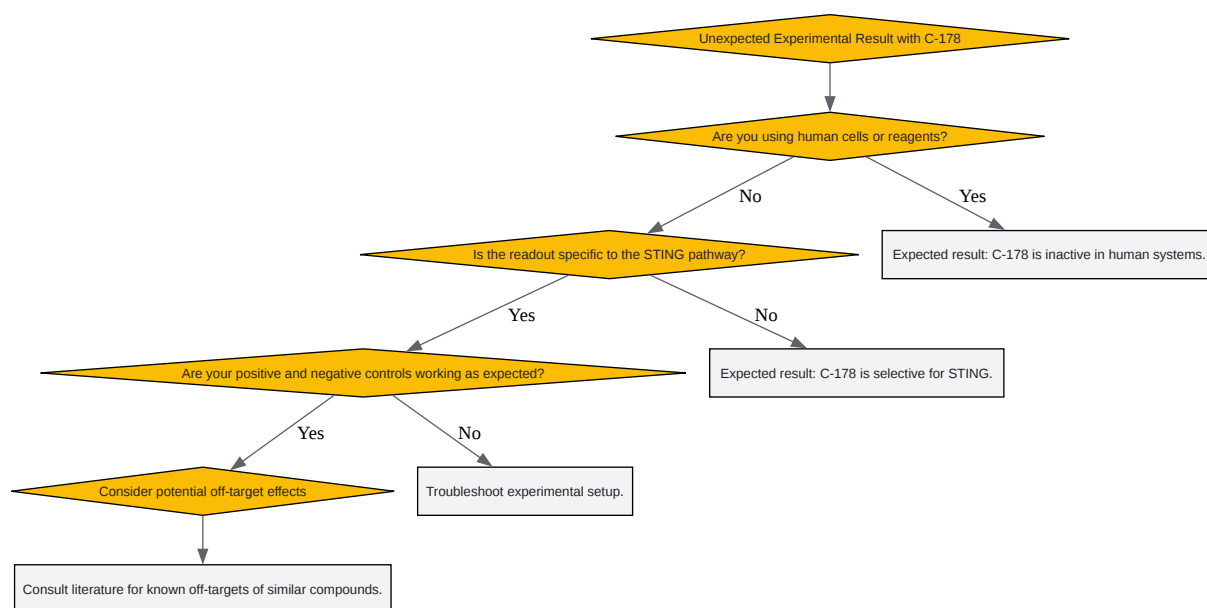 Unexpected Experimental Result with C-178
Are you using human cells or reagents?
No
Yes
Is the readout specific to the STING pathway?
Expected result: C-178 is inactive in human systems.
Yes
No
Are your positive and negative controls working as expected?
Expected result: C-178 is selective for STING.
Yes
No
Consider potential off-target effects
Troubleshoot experimental setup.
Consult literature for known off-targets of similar compounds.